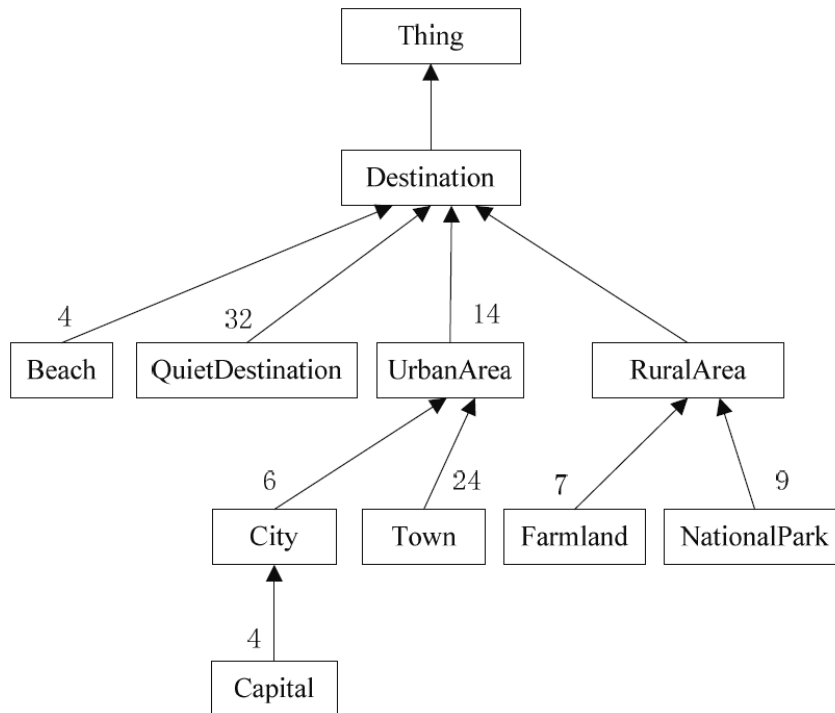 Thing
Destination
4
32
14
Beach
QuietDestination
UrbanArea
RuralArea
6
24
7
9
City
Town
Farmland
NationalPark
4
Capital